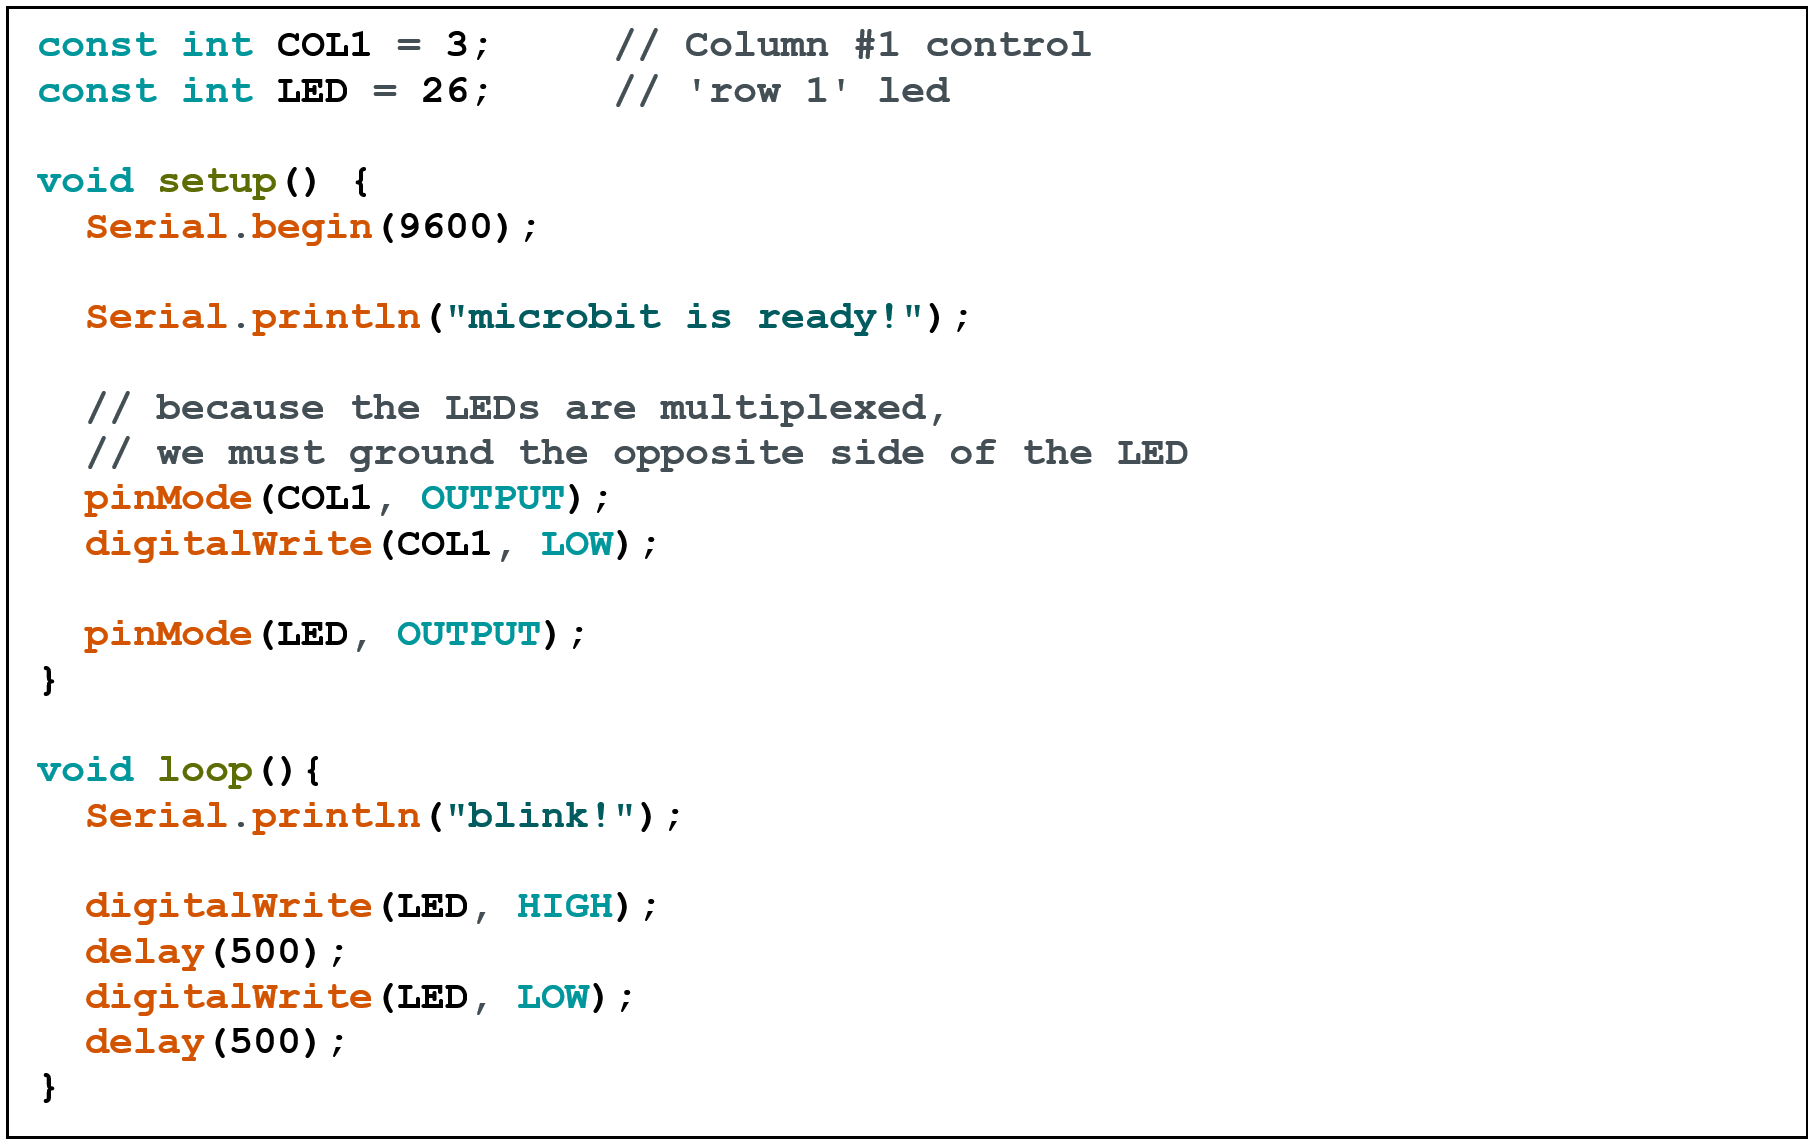 const int COL1 = 3;     // Column #1 control
const int LED = 26;     // 'row 1' led

void setup() {
  Serial.begin(9600);

  Serial.println("microbit is ready!");

  // because the LEDs are multiplexed,
  // we must ground the opposite side of the LED
  pinMode(COL1, OUTPUT);
  digitalWrite(COL1, LOW);

  pinMode(LED, OUTPUT);
}

void loop(){
  Serial.println("blink!");

  digitalWrite(LED, HIGH);
  delay(500);
  digitalWrite(LED, LOW);
  delay(500);
}